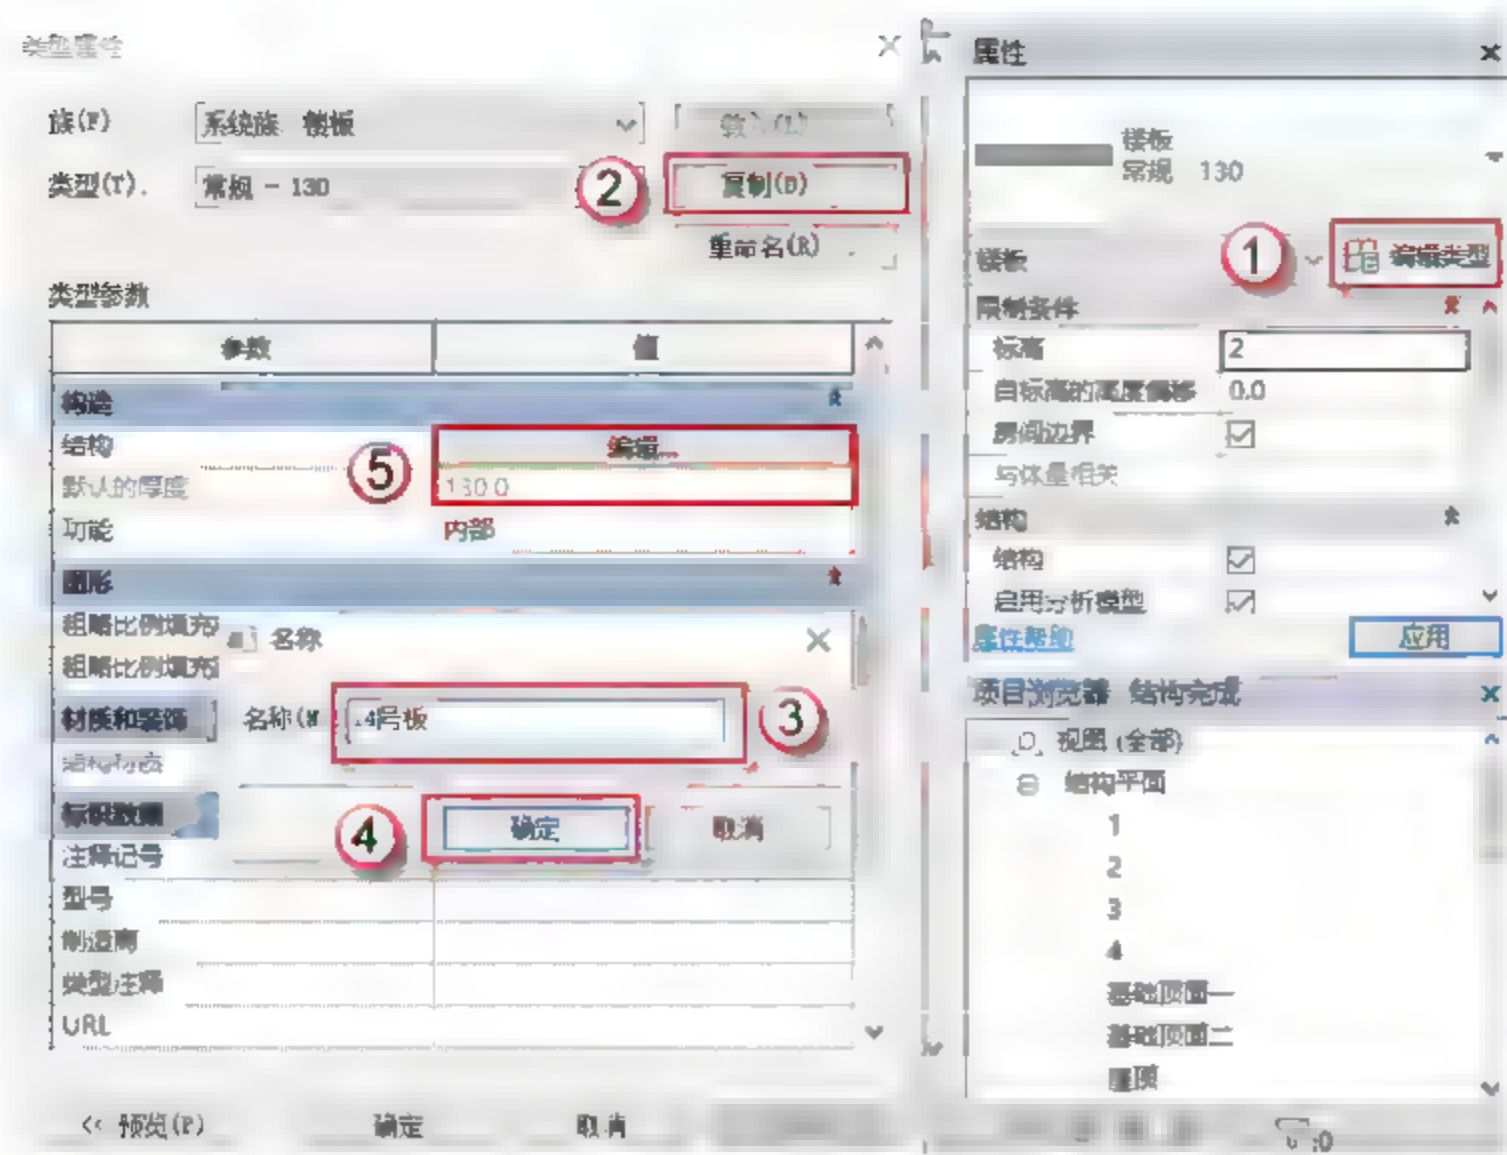 类型属性
族(F)
系统族 楼板
载入(L)
类型(T).
常规 - 130
②
复制(D)
重命名(R)
类型参数
参数
值
构造
结构
⑤
编辑...
默认的厚度
130 0
功能
内部
图形
粗略比例填充
粗略比例填充
名称
材质和装饰
名称(N
4号板
③
标识数据
④
确定
取消
注释记号
型号
制造商
类型注释
URL
<< 预览(P)
确定
取消
属性
楼板
常规 130
楼板
①
编辑类型
限制条件
标高
2
自标高的高度偏移
0.0
房间边界
与体量相关
结构
结构
启用分析模型
属性帮助
应用
项目浏览器 结构完成
视图 (全部)
结构平面
1
2
3
4
基础顶面一
基础顶面二
屋顶
:0